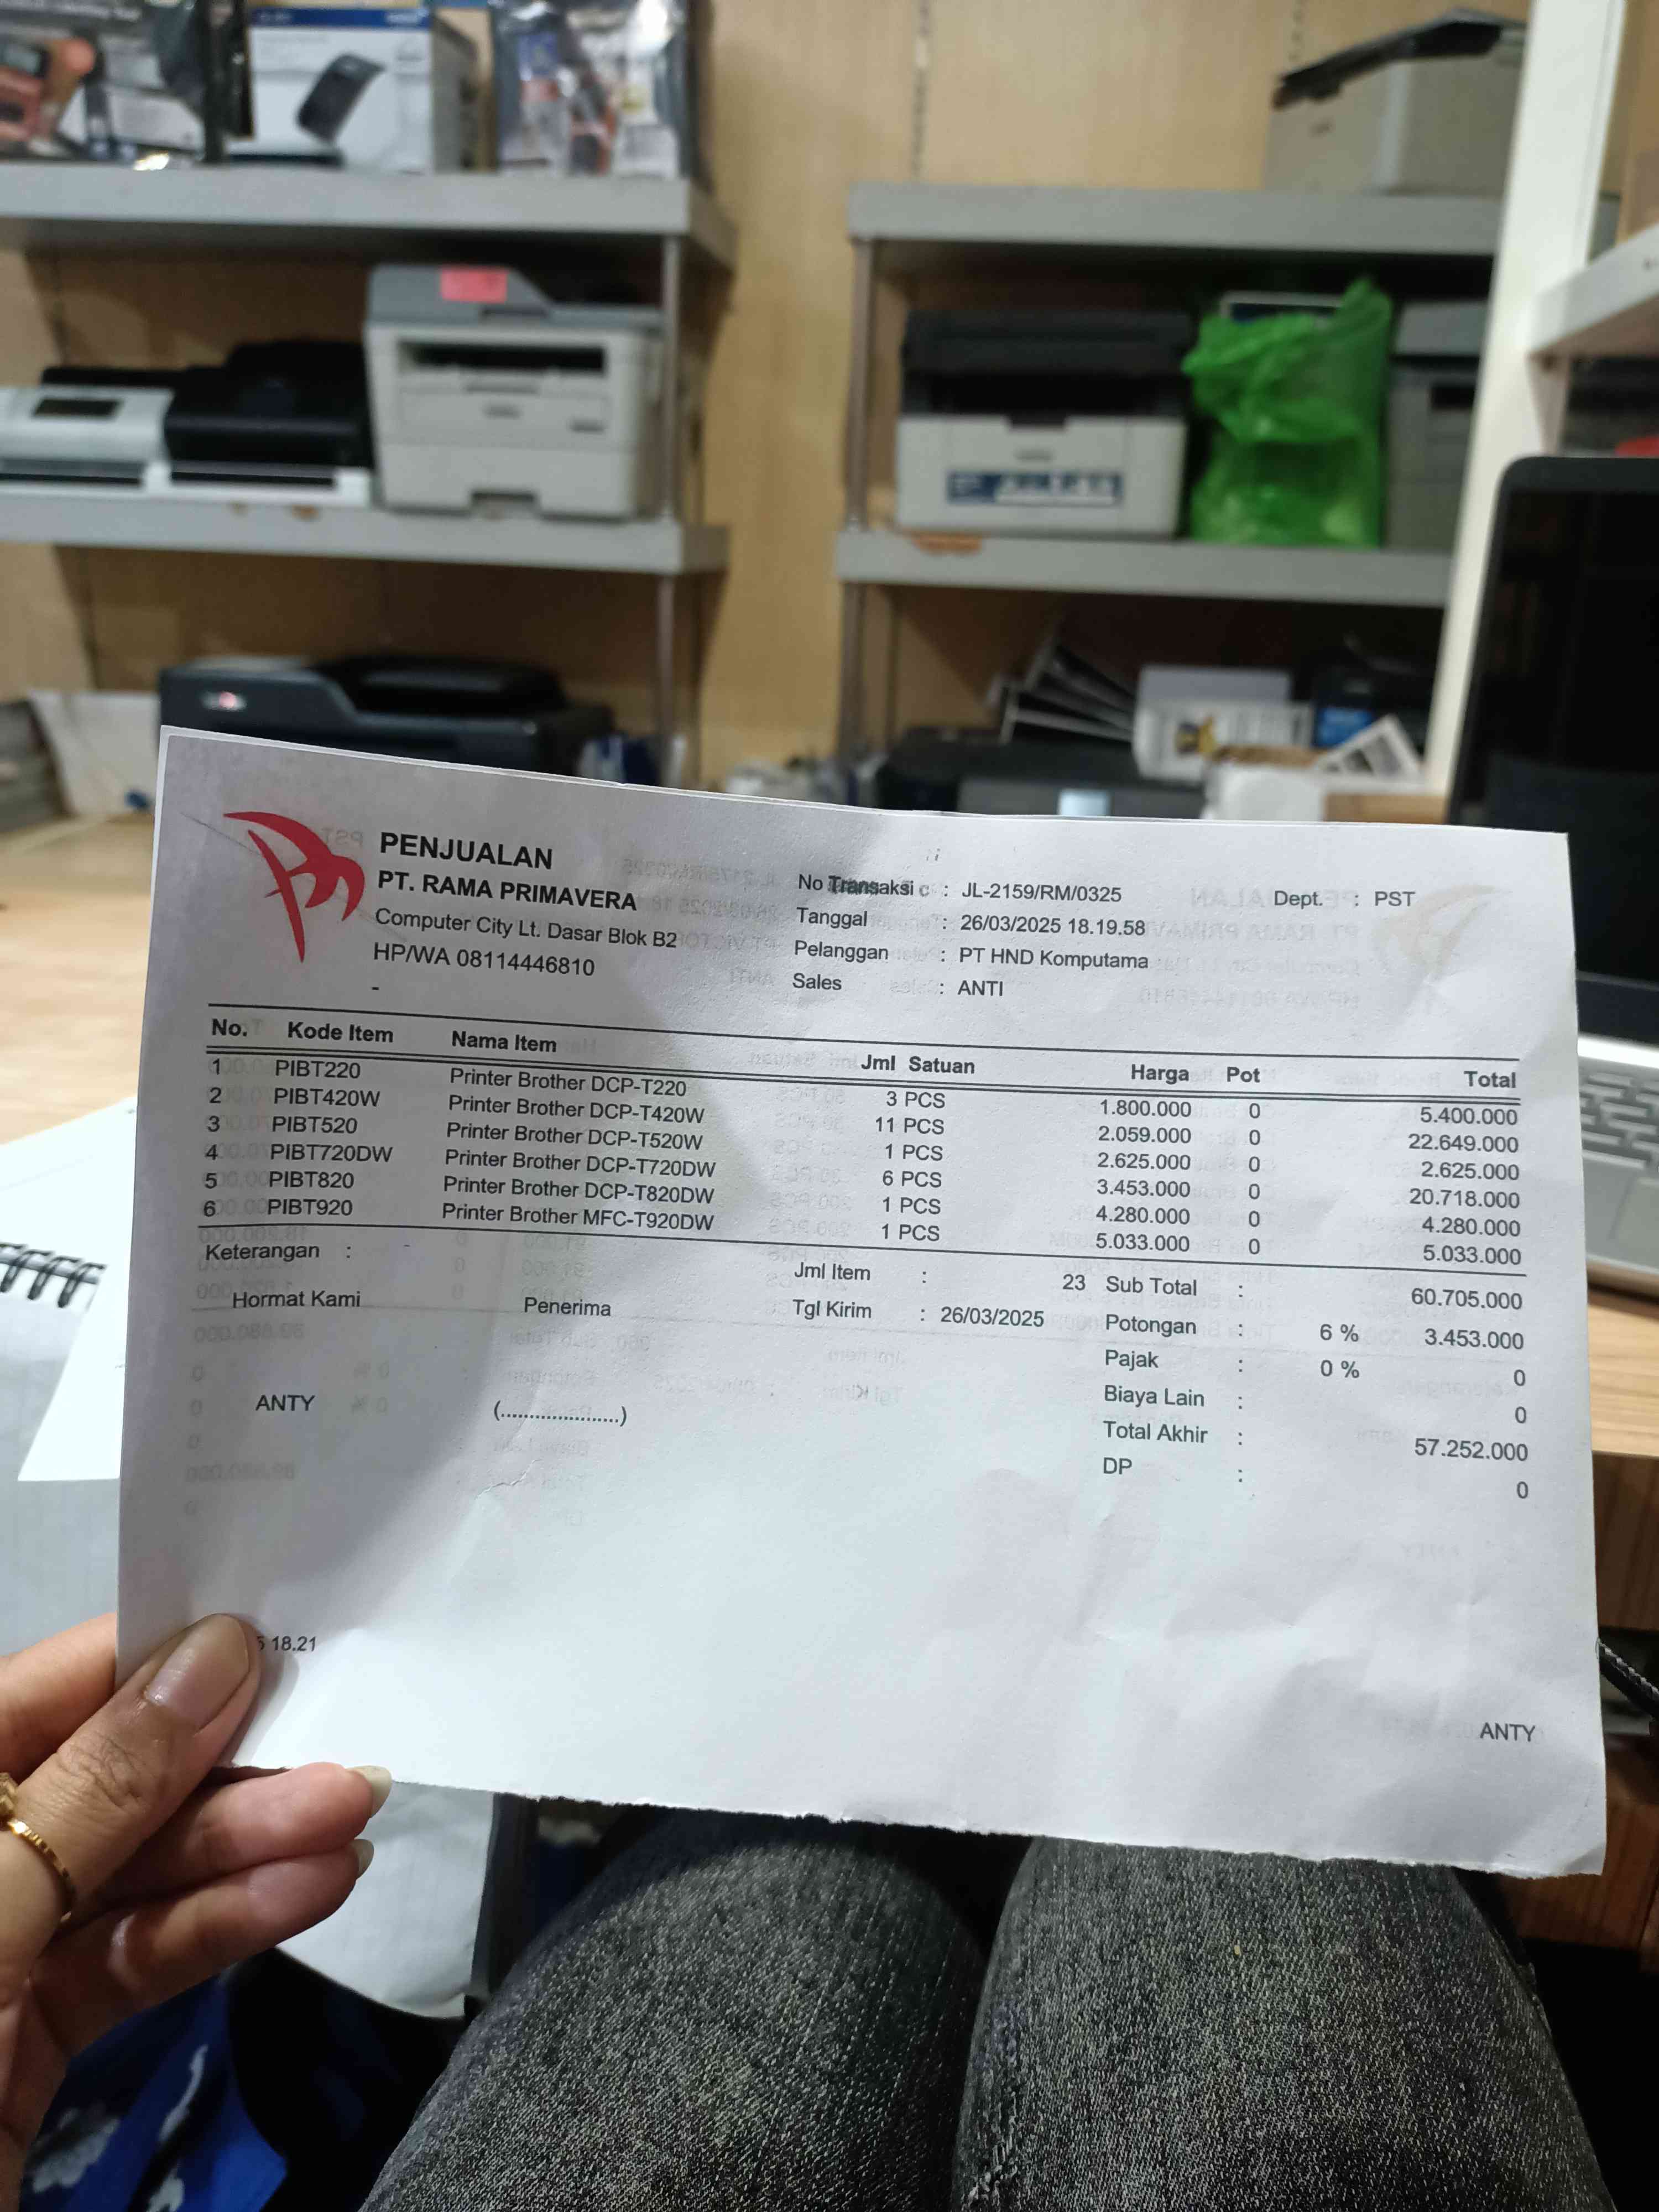 PENJUALAN
PT. RAMA PRIMAVERA
Computer City Lt. Dasar Blok B2
HP/WA 08114446810
-
No Transaksi : JL-2159/RM/0325 Dept. : PST
Tanggal : 26/03/2025 18.19.58
Pelanggan : PT HND Komputama
Sales : ANTI
No. Kode Item Nama Item Jml Satuan Harga Pot Total
1 PIBT220 Printer Brother DCP-T220 3 PCS 1.800.000 0 5.400.000
2 PIBT420W Printer Brother DCP-T420W 11 PCS 2.059.000 0 22.649.000
3 PIBT520 Printer Brother DCP-T520W 1 PCS 2.625.000 0 2.625.000
4 PIBT720DW Printer Brother DCP-T720DW 6 PCS 3.453.000 0 20.718.000
5 PIBT820 Printer Brother DCP-T820DW 1 PCS 4.280.000 0 4.280.000
6 PIBT920 Printer Brother MFC-T920DW 1 PCS 5.033.000 0 5.033.000
Keterangan : - Jml Item : 23 Sub Total : 60.705.000
Hormat Kami Penerima Tgl Kirim : 26/03/2025 Potongan : 6 % 3.453.000
Pajak : 0 % 0
Biaya Lain : 0
ANTY (......................) Total Akhir : 57.252.000
DP : 0
5 18.21
ANTY